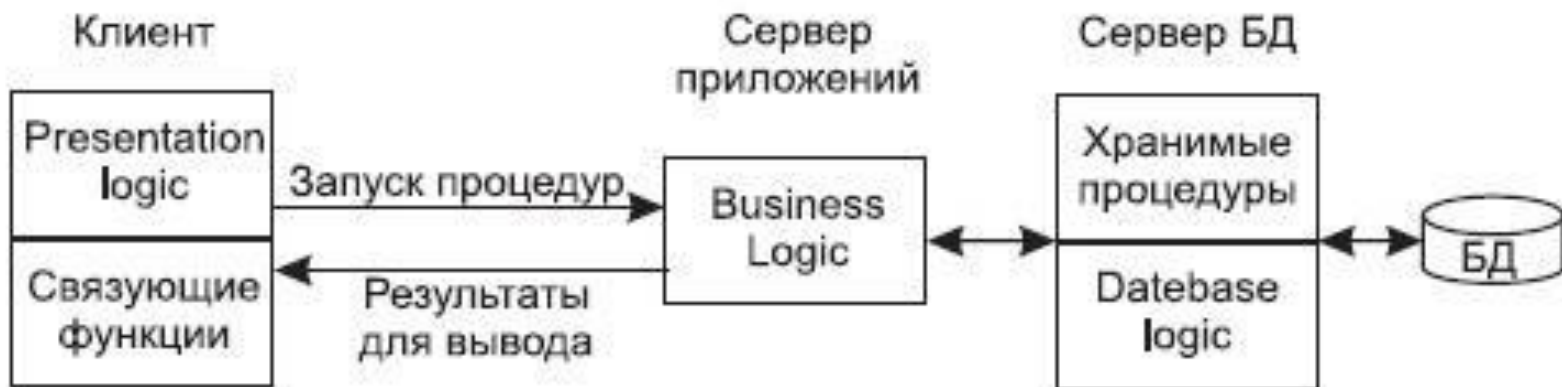 Клиент
Сервер
приложений
Сервер БД
Presentation
logic
Связующие
функции
Запуск процедур
Результаты
для вывода
Business
Logic
Хранимые
процедуры
Datebase
logic
БД